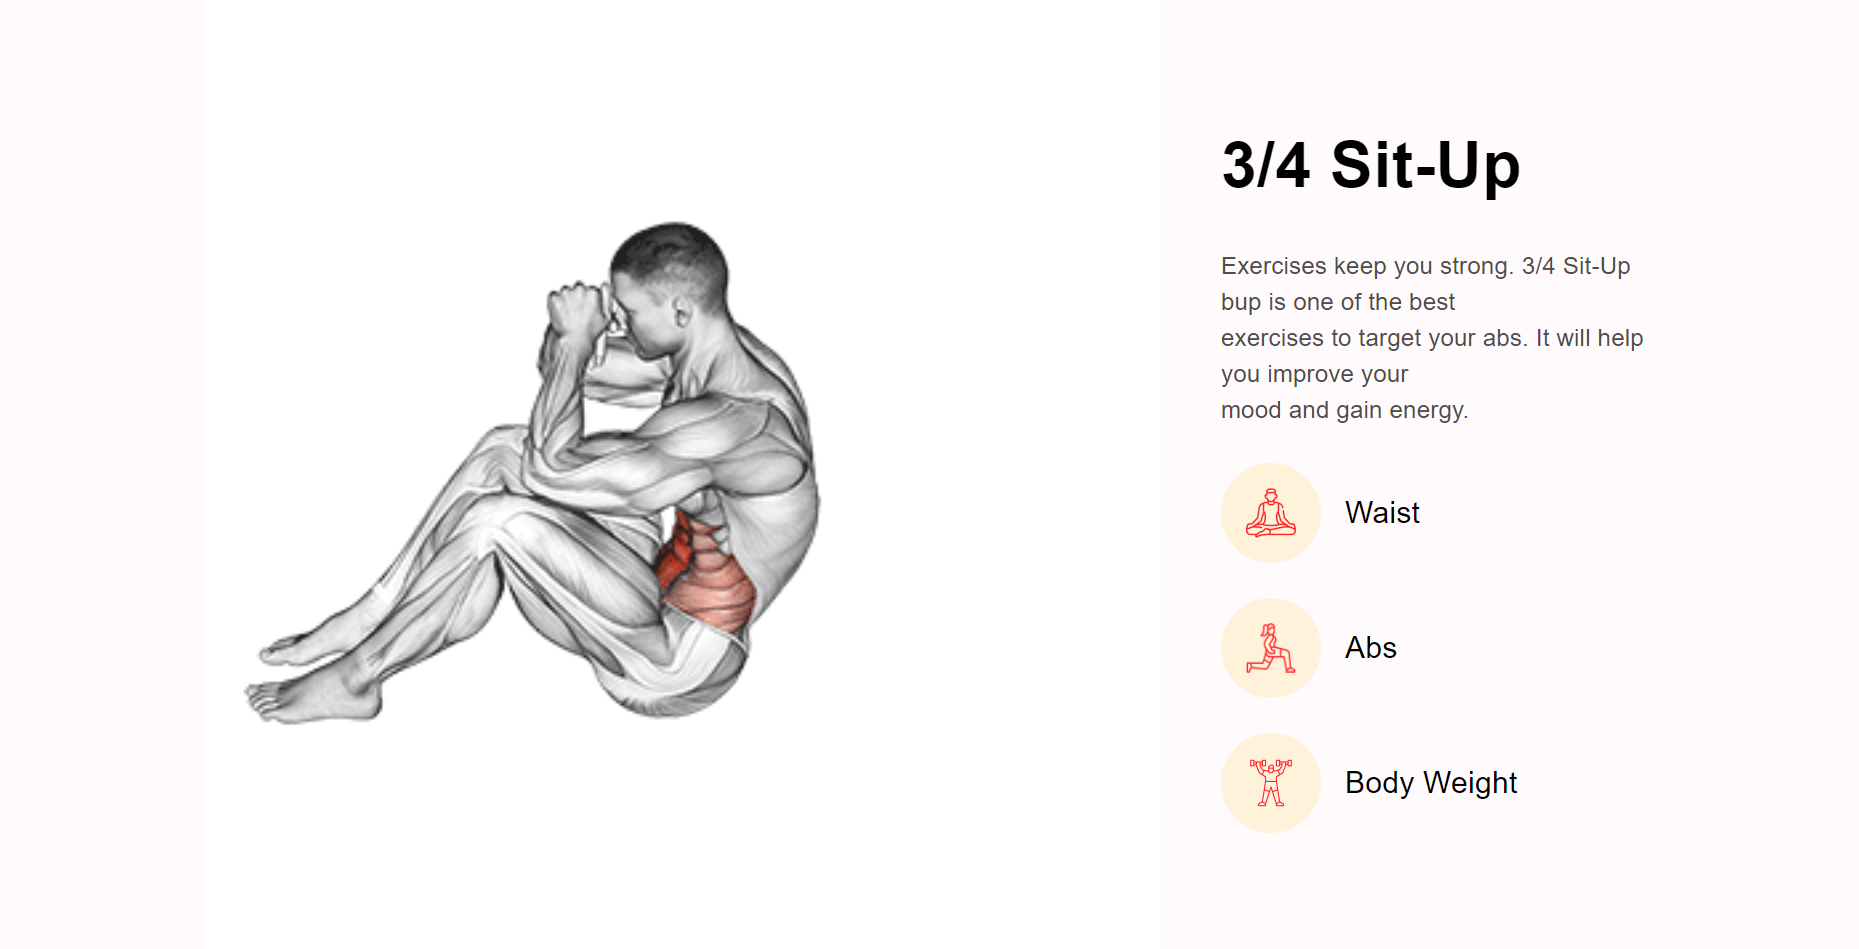 3/4 Sit-Up
Exercises keep you strong. 3/4 Sit-Up
bup is one of the best
exercises to target your abs. It will help
you improve your
mood and gain energy.
Waist
Abs
Body Weight